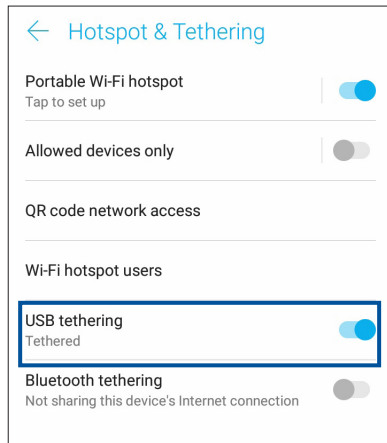 Hotspot & Tethering
Portable Wi-Fi hotspot
Tap to set up
Allowed devices only
QR code network access
Wi-Fi hotspot users
USB tethering
Tethered
Bluetooth tethering
Not sharing this device's Internet connection